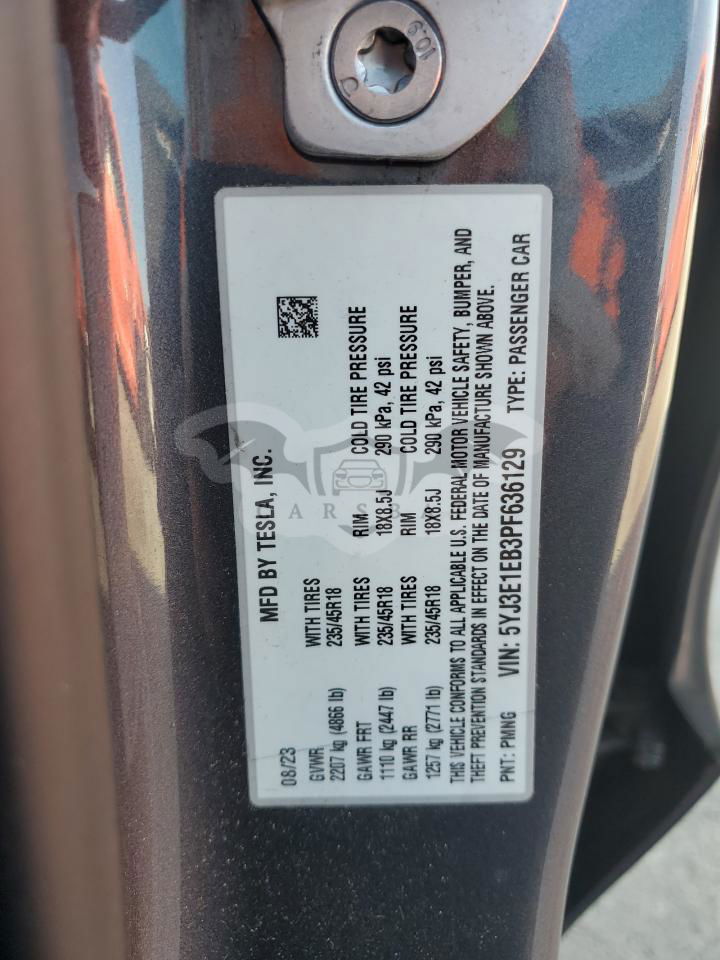 10.9
C
MFD BY TESLA, INC.
08/23
GVWR WITH TIRES
2207 kg (4866 lb) 235/45R18
GAWR FRT WITH TIRES RIM COLD TIRE PRESSURE
1110 kg (2447 lb) 235/45R18 18X8.5J 290 kPa, 42 psi
GAWR RR WITH TIRES RIM COLD TIRE PRESSURE
1257 kg (2771 lb) 235/45R18 18X8.5J 290 kPa, 42 psi
THIS VEHICLE CONFORMS TO ALL APPLICABLE U.S. FEDERAL MOTOR VEHICLE SAFETY, BUMPER, AND
THEFT PREVENTION STANDARDS IN EFFECT ON THE DATE OF MANUFACTURE SHOWN ABOVE.
PNT: PMNG VIN: 5YJ3E1EB3PF636129 TYPE: PASSENGER CAR